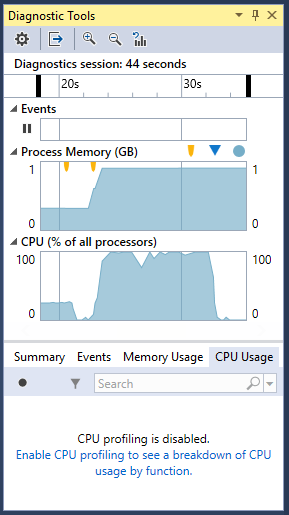 Diagnostic Tools
Diagnostics session: 44 seconds
20s 30s
Events
Process Memory (GB)
1 1
0 0
CPU (% of all processors)
100 100
0 0
Summary Events Memory Usage CPU Usage
Search
CPU profiling is disabled.
Enable CPU profiling to see a breakdown of CPU
usage by function.